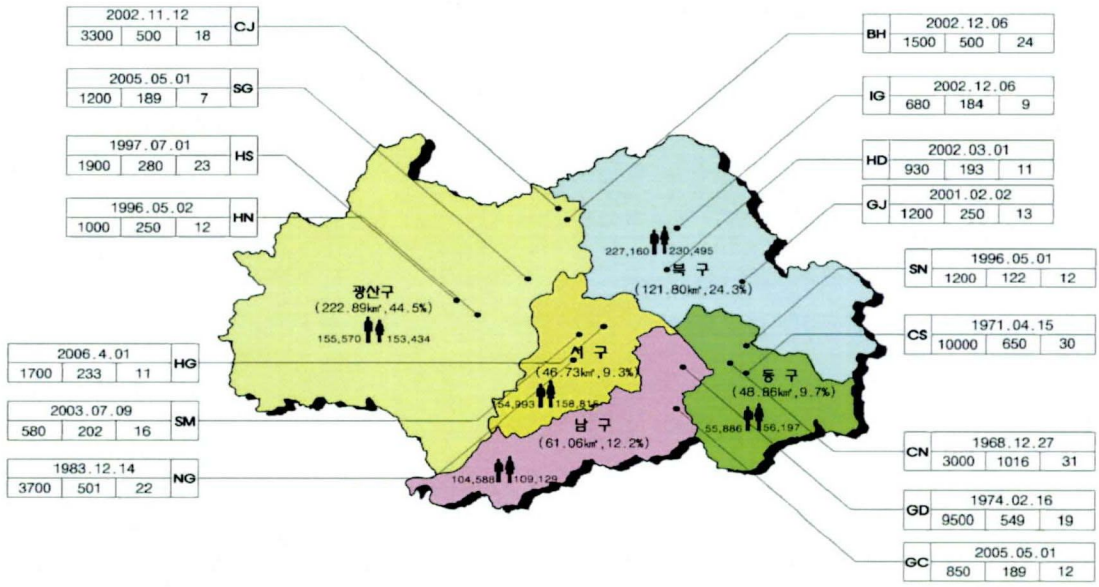 2002.11.12
3300 500 18 CJ
2005.05.01
1200 189 7 SG
1997.07.01
1900 280 23 HS
1996.05.02
1000 250 12 HN
2006.4.01
1700 233 11 HG
2003.07.09
580 202 16 SM
1983.12.14
3700 501 22 NG
광산구
(222.89㎢,44.5%)
155,570 153,434
227,160 230,495
북 구
(121.80㎢,24.3%)
서 구
(46.73㎢,9.3%)
54,993 158,815
동 구
(48.86㎢,9.7%)
55,886 56,197
남 구
(61.06㎢,12.2%)
104,588 109,129
BH 2002.12.06
1500 500 24
IG 2002.12.06
680 184 9
HD 2002.03.01
930 193 11
GJ 2001.02.02
1200 250 13
SN 1996.05.01
1200 122 12
CS 1971.04.15
10000 650 30
CN 1968.12.27
3000 1016 31
GD 1974.02.16
9500 549 19
GC 2005.05.01
850 189 12